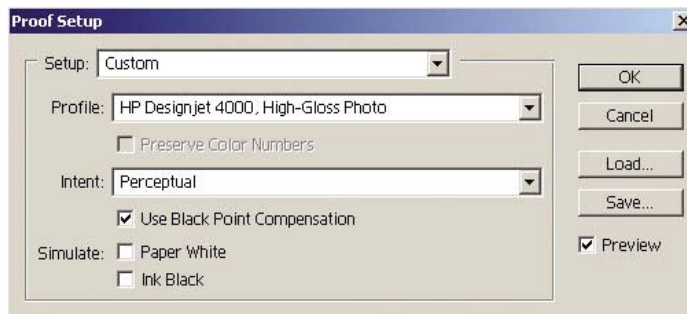 Proof Setup
Setup: Custom
OK
Profile: HP Designjet 4000, High-Gloss Photo
Cancel
Preserve Color Numbers
Load...
Intent: Perceptual
Save...
Use Black Point Compensation
Preview
Simulate: Paper White
Ink Black